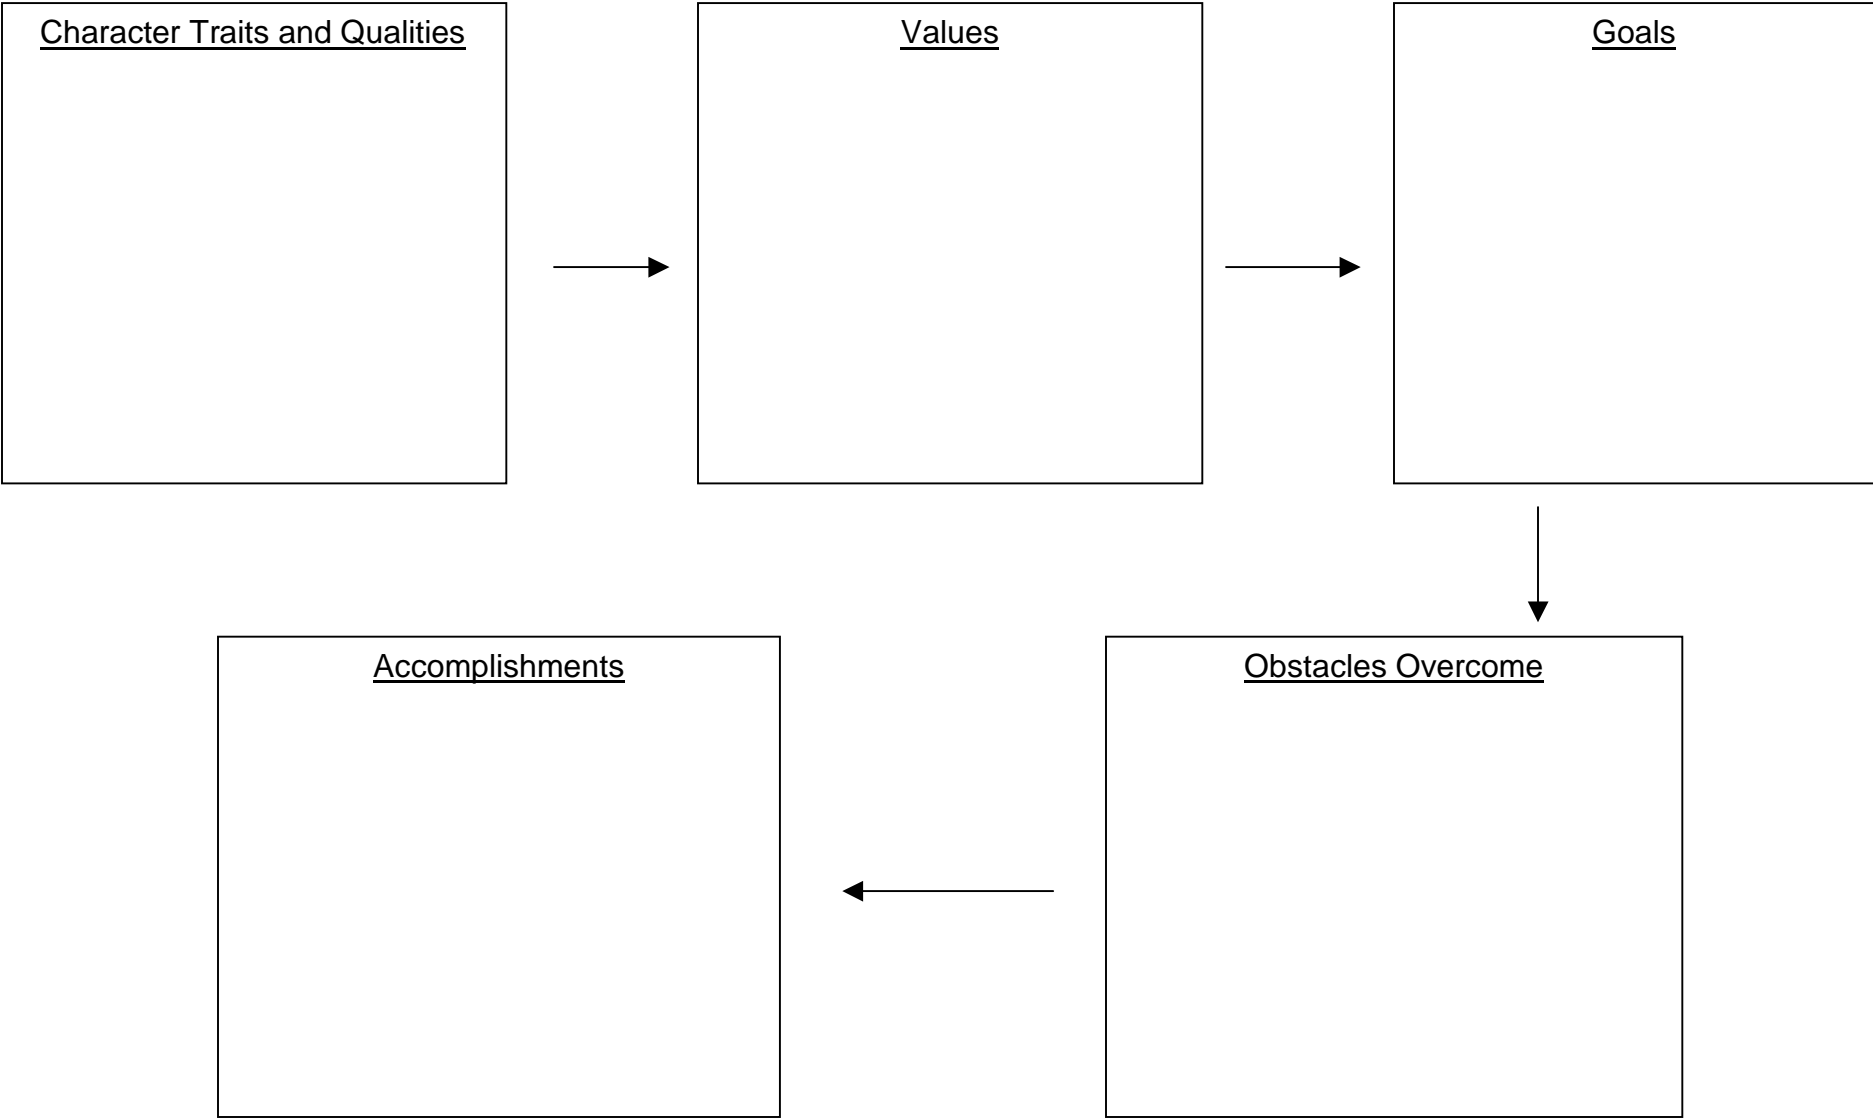 Character Traits and Qualities
Values
Goals
Accomplishments
Obstacles Overcome